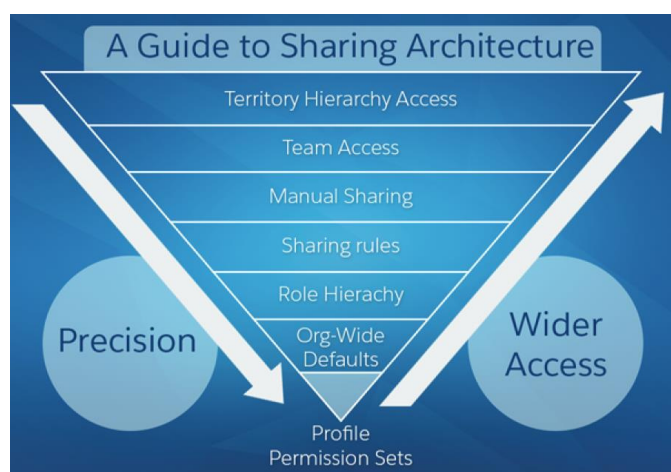 A Guide to Sharing Architecture
Territory Hierarchy Access
Team Access
Manual Sharing
Sharing rules
Role Hierachy
Org-Wide
Defaults
Precision
Wider
Access
Profile
Permission Sets